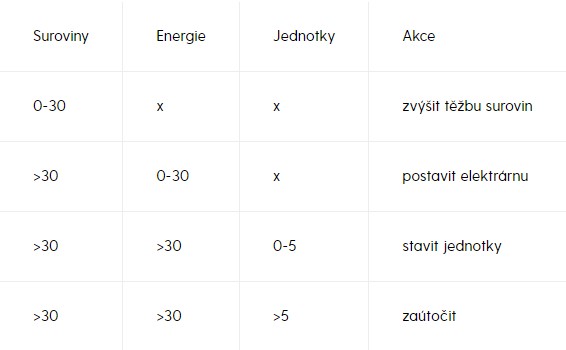 Suroviny Energie Jednotky Akce
0-30 x x zvýšit těžbu surovin
>30 0-30 x postavit elektrárnu
>30 >30 0-5 stavit jednotky
>30 >30 >5 zaútočit